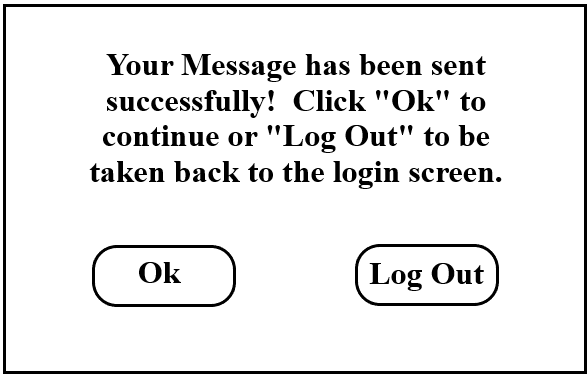 Your Message has been sent
successfully!  Click "Ok" to
continue or "Log Out" to be
taken back to the login screen.
Ok
Log Out